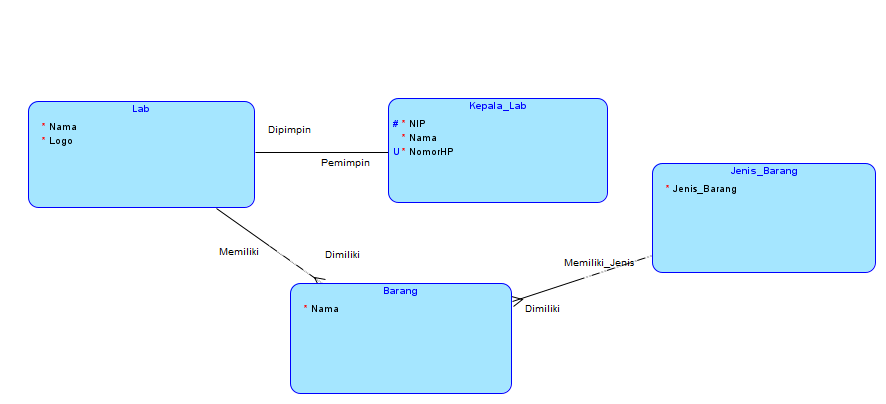 Lab
* Nama
* Logo
Dipimpin
Pemimpin
Kepala_Lab
# * NIP
* Nama
U * NomorHP
Jenis_Barang
* Jenis_Barang
Memiliki
Dimiliki
Memiliki_Jenis
Dimiliki
Barang
* Nama